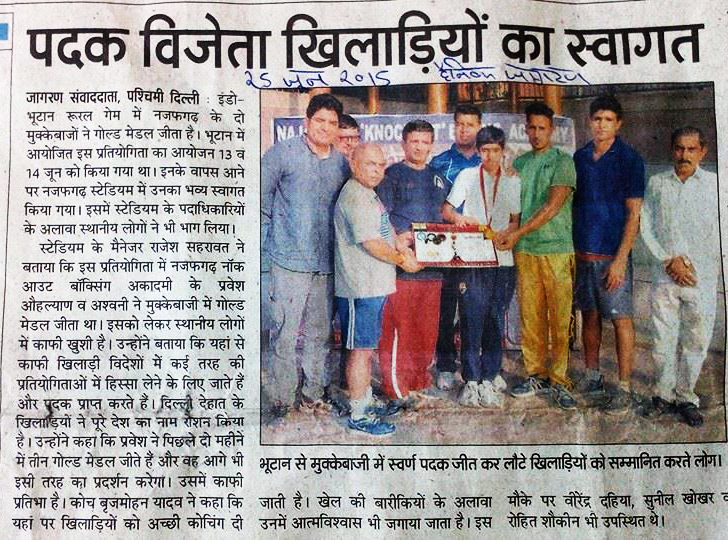 पदक विजेता खिलाड़ियों का स्वागत
25 जून 2015 दैनिक जागरण
जागरण संवाददाता, पश्चिमी दिल्ली : इंडो-
भूटान रूरल गेम में नजफगढ़ के दो
मुक्केबाजों ने गोल्ड मेडल जीता है। भूटान में
आयोजित इस प्रतियोगिता का आयोजन 13 व
14 जून को किया गया था। इनके वापस आने
पर नजफगढ़ स्टेडियम में उनका भव्य स्वागत
किया गया। इसमें स्टेडियम के पदाधिकारियों
के अलावा स्थानीय लोगों ने भी भाग लिया।
स्टेडियम के मैनेजर राजेश सहरावत ने
बताया कि इस प्रतियोगिता में नजफगढ़ नॉक
आउट बॉक्सिंग अकादमी के प्रवेश
औहल्याण व अश्वनी ने मुक्केबाजी में गोल्ड
मेडल जीता था। इसको लेकर स्थानीय लोगों
में काफी खुशी है। उन्होंने बताया कि यहां से
काफी खिलाड़ी विदेशों में कई तरह की
प्रतियोगिताओं में हिस्सा लेने के लिए जाते हैं
और पदक प्राप्त करते हैं। दिल्ली देहात के
खिलाड़ियों ने पूरे देश का नाम रोशन किया
है। उन्होंने कहा कि प्रवेश ने पिछले दो महीने
में तीन गोल्ड मेडल जीते हैं और वह आगे भी
इसी तरह का प्रदर्शन करेगा। उसमें काफी
प्रतिभा है। कोच बृजमोहन यादव ने कहा कि
यहां पर खिलाड़ियों को अच्छी कोचिंग दी
NAJ 'KNOC ACADEMY
भूटान से मुक्केबाजी में स्वर्ण पदक जीत कर लौटे खिलाड़ियों को सम्मानित करते लोग।
जाती है। खेल की बारीकियों के अलावा
उनमें आत्मविश्वास भी जगाया जाता है। इस
मौके पर वीरेंद्र दहिया, सुनील खोखर व
रोहित शौकीन भी उपस्थित थे।